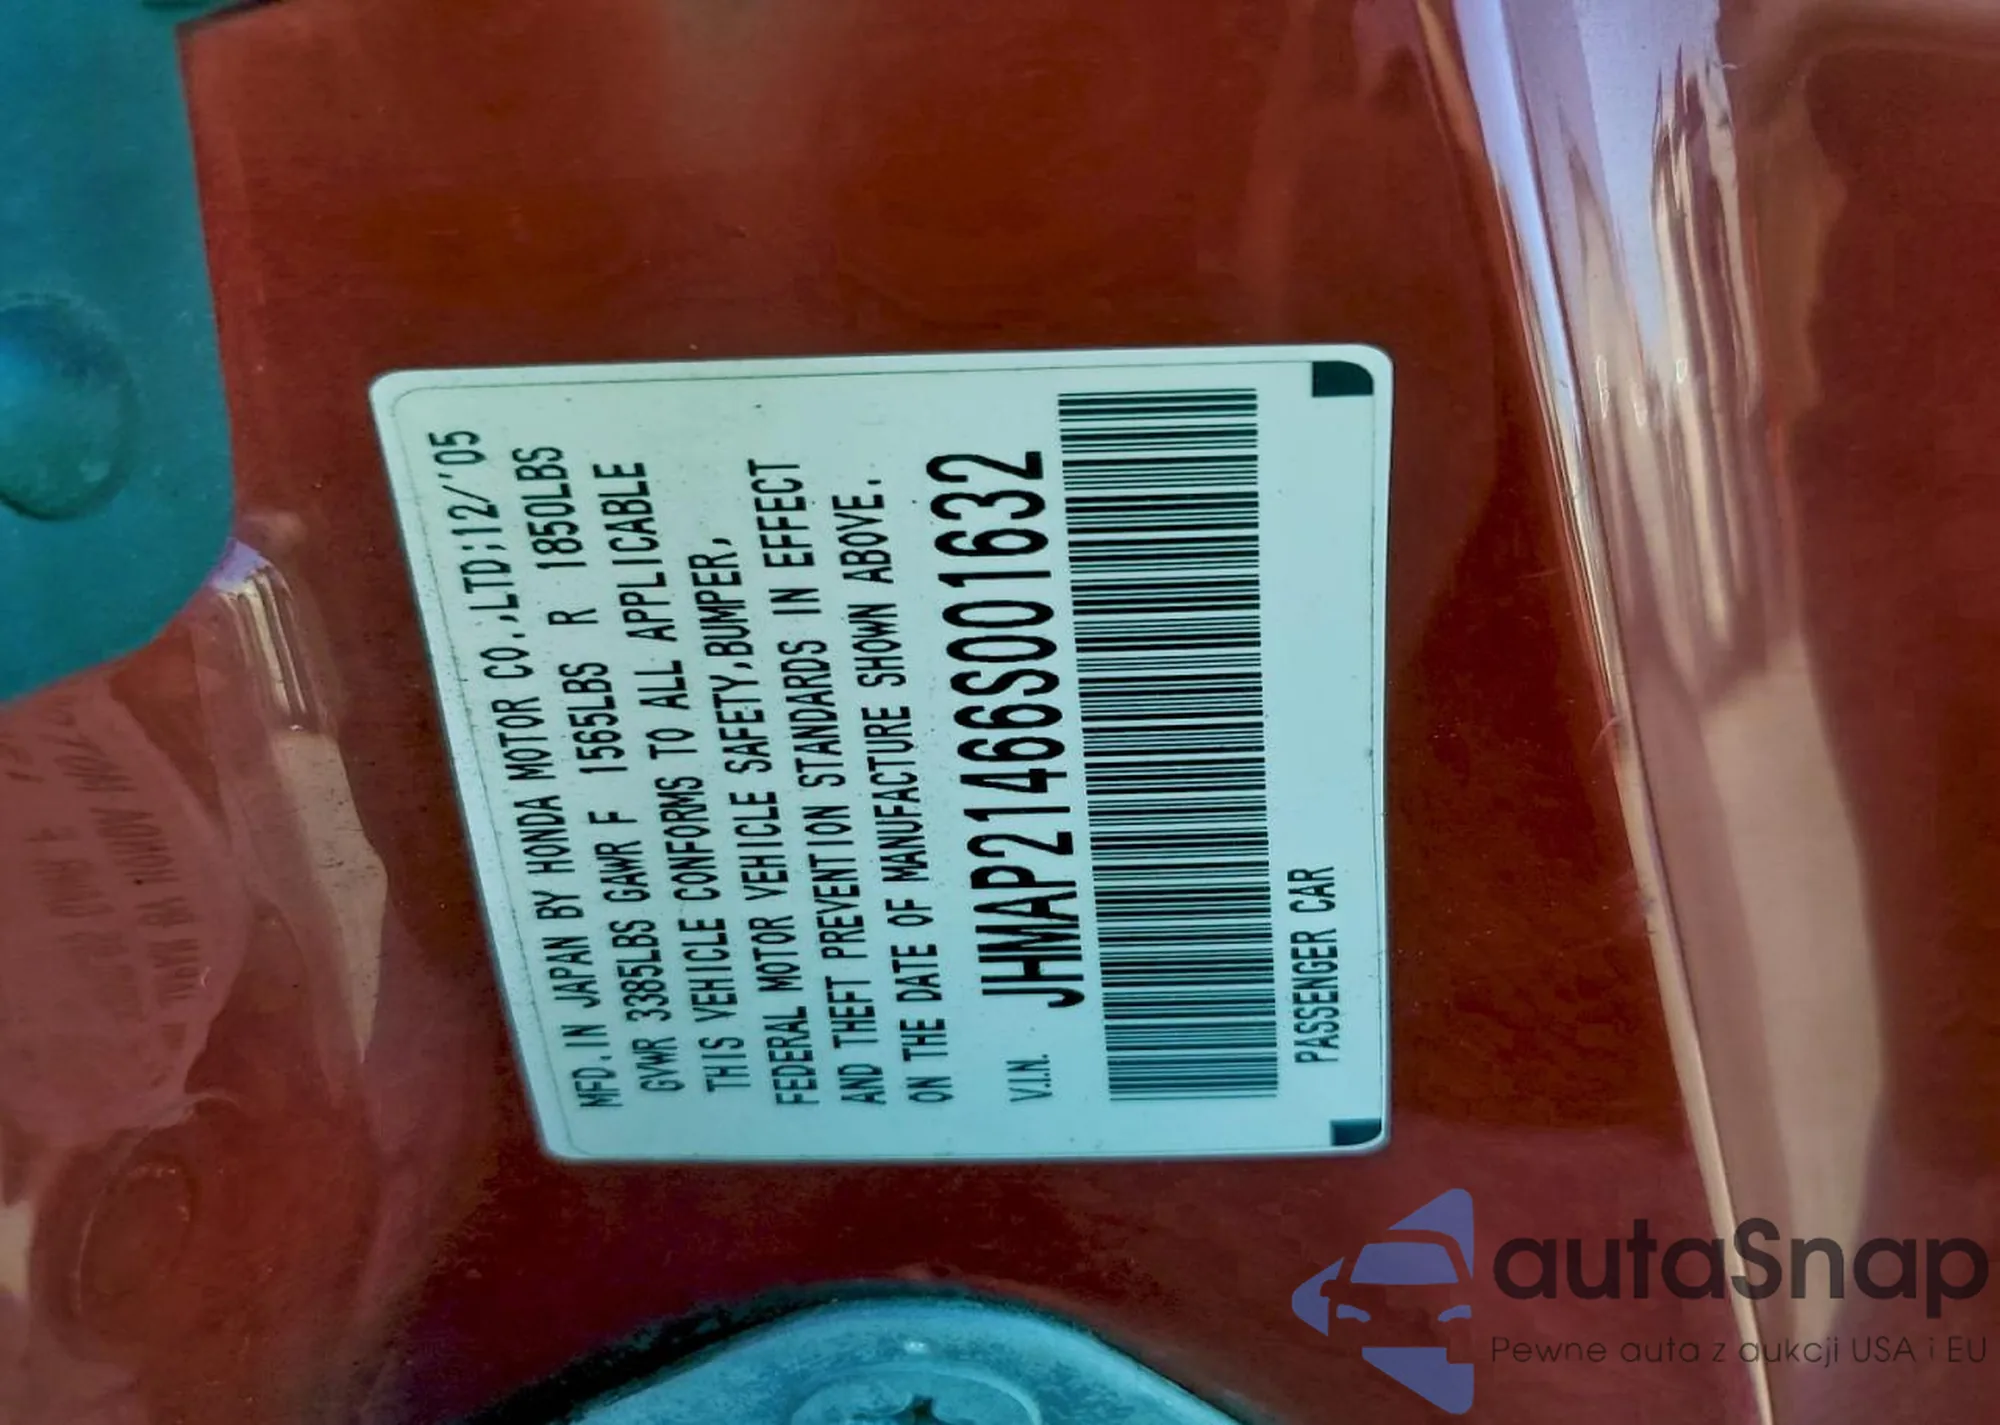 MFD.IN JAPAN BY HONDA MOTOR CO.,LTD;12/'05
GVWR 3385LBS GAWR F 1565LBS R 1850LBS
THIS VEHICLE CONFORMS TO ALL APPLICABLE
FEDERAL MOTOR VEHICLE SAFETY,BUMPER,
AND THEFT PREVENTION STANDARDS IN EFFECT
ON THE DATE OF MANUFACTURE SHOWN ABOVE.
V.I.N. JHMAP21466S001632
PASSENGER CAR
autaSnap
Pewne auta z aukcji USA i EU